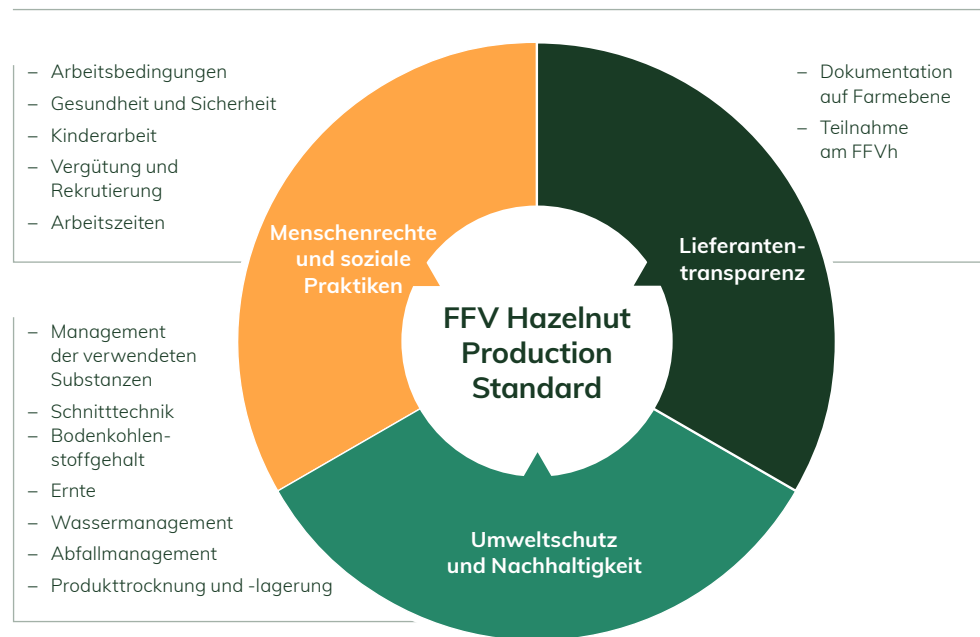 – Arbeitsbedingungen
– Gesundheit und Sicherheit
– Kinderarbeit
– Vergütung und
Rekrutierung
– Arbeitszeiten
– Dokumentation
auf Farmebene
– Teilnahme
am FFVh
Menschenrechte
und soziale
Praktiken
Lieferanten-
transparenz
FFV Hazelnut
Production
Standard
– Management
der verwendeten
Substanzen
– Schnitttechnik
– Bodenkohlen-
stoffgehalt
– Ernte
– Wassermanagement
– Abfallmanagement
– Produkttrocknung und -lagerung
Umweltschutz
und Nachhaltigkeit